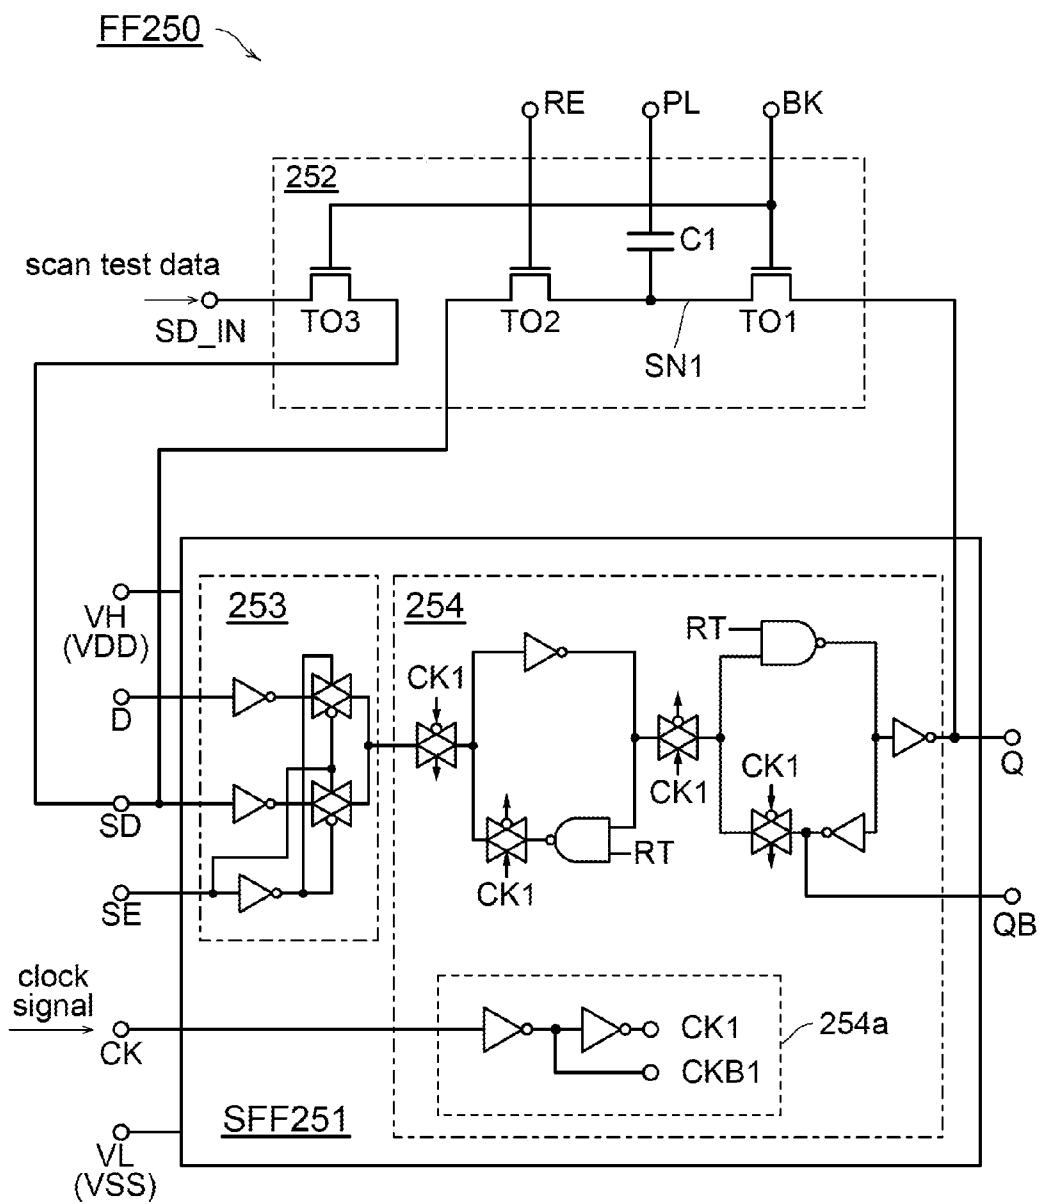 FF250
RE
PL
BK
252
C1
scan test data
SD_IN
TO3
TO2
TO1
SN1
VH
(VDD)
253
254
RT
D
CK1
CK1
CK1
Q
SD
CK1
RT
SE
QB
clock
signal
CK
CK1
254a
CKB1
SFF251
VL
(VSS)